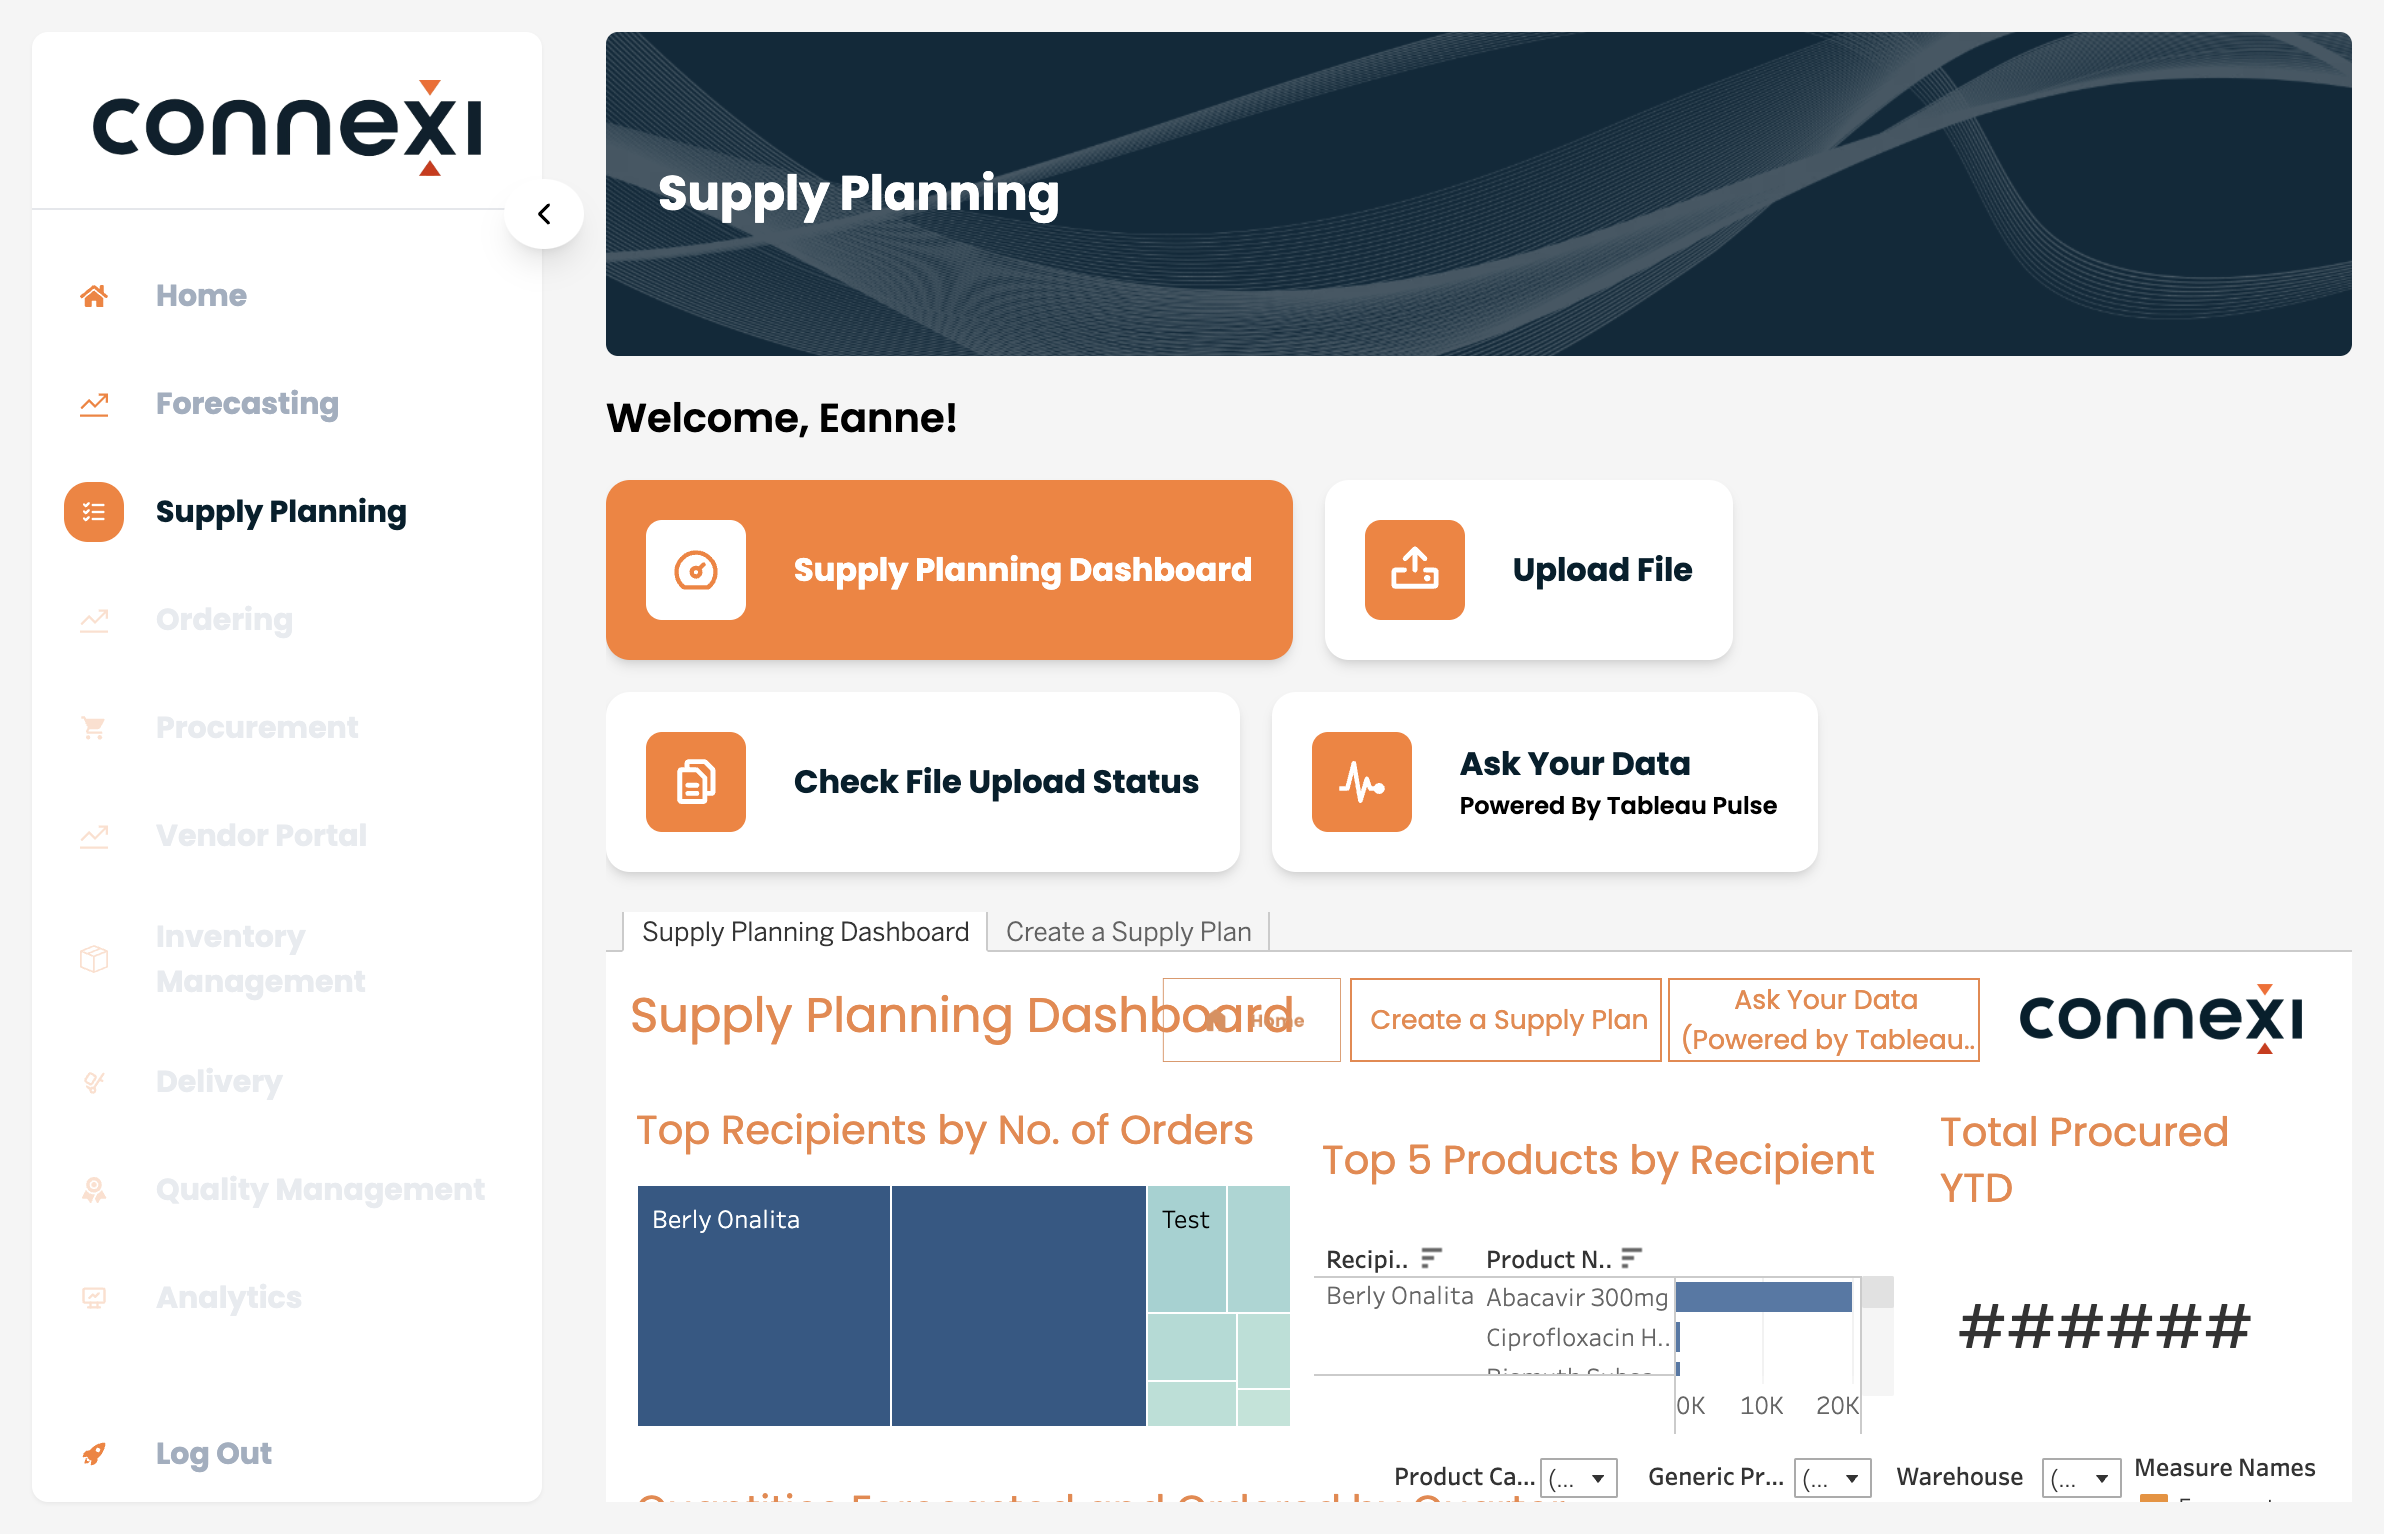 connexi
Home
Forecasting
Supply Planning
Ordering
Procurement
Vendor Portal
Inventory
Management
Delivery
Quality Management
Analytics
Log Out
Supply Planning
Welcome, Eanne!
Supply Planning Dashboard
Upload File
Check File Upload Status
Ask Your Data
Powered By Tableau Pulse
Supply Planning Dashboard
Create a Supply Plan
Supply Planning Dashboard
Home
Create a Supply Plan
Ask Your Data
(Powered by Tableau..
connexi
Top Recipients by No. of Orders
Berly Onalita
Test
Top 5 Products by Recipient
Recipi..
Product N..
Berly Onalita
Abacavir 300mg
Ciprofloxacin H..
0K
10K
20K
Total Procured
YTD
######
Product Ca...
(...
Generic Pr...
(...
Warehouse
(...
Measure Names